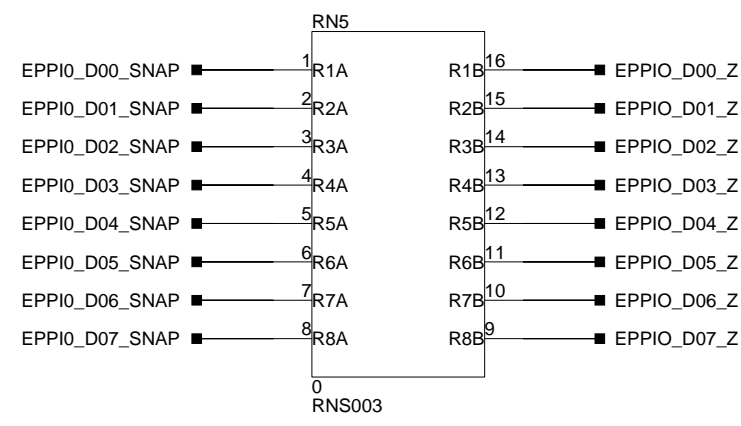 RN5
EPPI0_D00_SNAP 1 R1A R1B 16 EPPIO_D00_Z
EPPI0_D01_SNAP 2 R2A R2B 15 EPPIO_D01_Z
EPPI0_D02_SNAP 3 R3A R3B 14 EPPIO_D02_Z
EPPI0_D03_SNAP 4 R4A R4B 13 EPPIO_D03_Z
EPPI0_D04_SNAP 5 R5A R5B 12 EPPIO_D04_Z
EPPI0_D05_SNAP 6 R6A R6B 11 EPPIO_D05_Z
EPPI0_D06_SNAP 7 R7A R7B 10 EPPIO_D06_Z
EPPI0_D07_SNAP 8 R8A R8B 9 EPPIO_D07_Z
0
RNS003